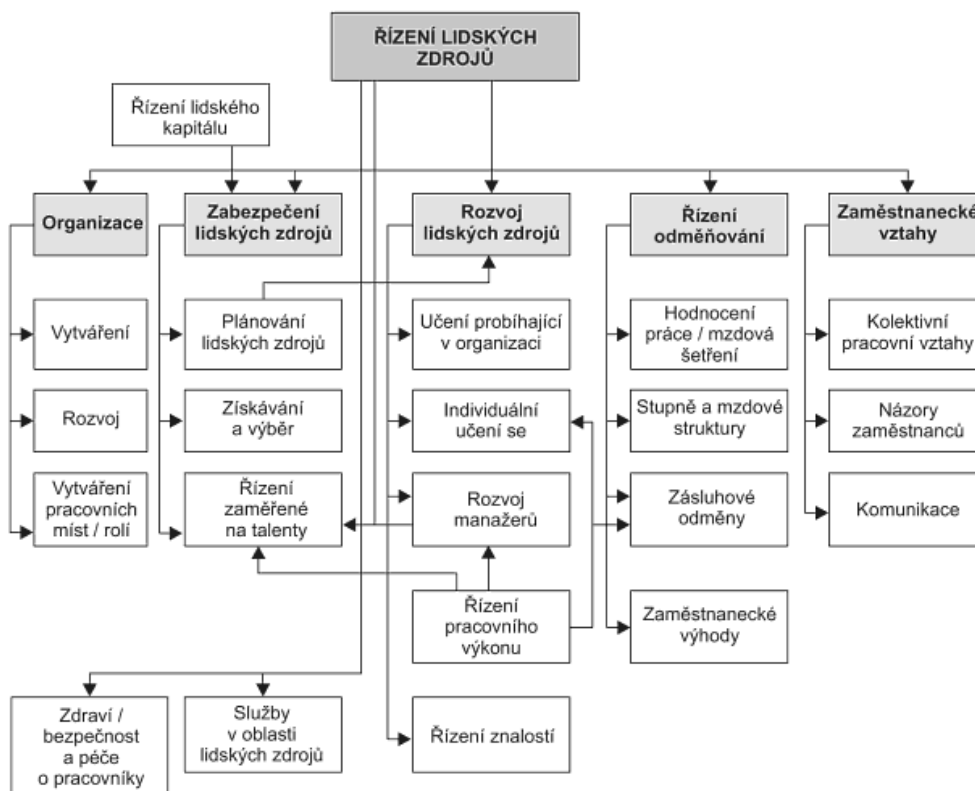 ŘÍZENÍ LIDSKÝCH
ZDROJŮ
Řízení lidského
kapitálu
Organizace
Zabezpečení
lidských zdrojů
Rozvoj
lidských zdrojů
Řízení
odměňování
Zaměstnanecké
vztahy
Vytváření
Plánování
lidských zdrojů
Učení probíhající
v organizaci
Hodnocení
práce / mzdová
šetření
Kolektivní
pracovní vztahy
Rozvoj
Získávání
a výběr
Individuální
učení se
Stupně a mzdové
struktury
Názory
zaměstnanců
Vytváření
pracovních
míst / rolí
Řízení
zaměřené
na talenty
Rozvoj
manažerů
Zásluhové
odměny
Komunikace
Řízení
pracovního
výkonu
Zaměstnanecké
výhody
Zdraví /
bezpečnost
a péče
o pracovníky
Služby
v oblasti
lidských zdrojů
Řízení znalostí